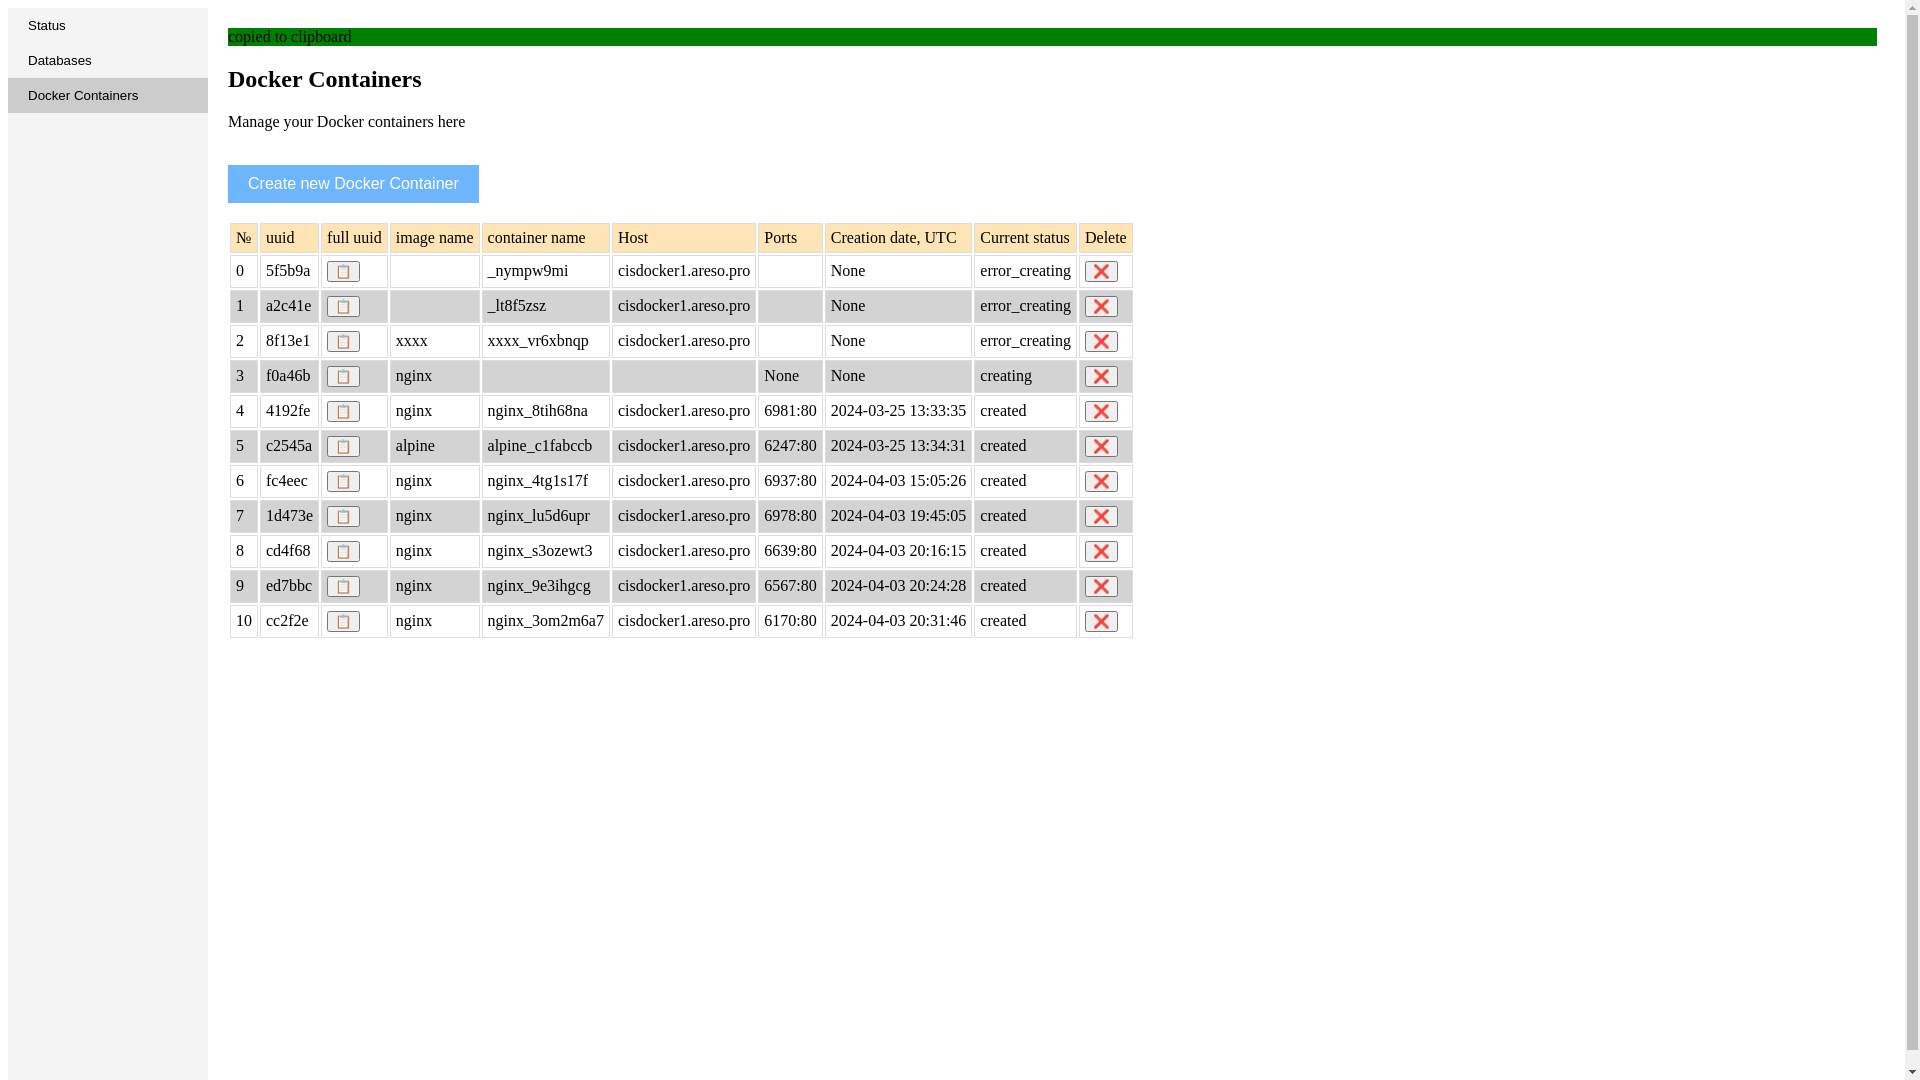 Status
Databases
Docker Containers
copied to clipboard
Docker Containers
Manage your Docker containers here
Create new Docker Container
№ uuid full uuid image name container name Host Ports Creation date, UTC Current status Delete
0 5f5b9a 📋 _nympw9mi cisdocker1.areso.pro None error_creating ❌
1 a2c41e 📋 _lt8f5zsz cisdocker1.areso.pro None error_creating ❌
2 8f13e1 📋 xxxx xxxx_vr6xbnqp cisdocker1.areso.pro None error_creating ❌
3 f0a46b 📋 nginx None None creating ❌
4 4192fe 📋 nginx nginx_8tih68na cisdocker1.areso.pro 6981:80 2024-03-25 13:33:35 created ❌
5 c2545a 📋 alpine alpine_c1fabccb cisdocker1.areso.pro 6247:80 2024-03-25 13:34:31 created ❌
6 fc4eec 📋 nginx nginx_4tg1s17f cisdocker1.areso.pro 6937:80 2024-04-03 15:05:26 created ❌
7 1d473e 📋 nginx nginx_lu5d6upr cisdocker1.areso.pro 6978:80 2024-04-03 19:45:05 created ❌
8 cd4f68 📋 nginx nginx_s3ozewt3 cisdocker1.areso.pro 6639:80 2024-04-03 20:16:15 created ❌
9 ed7bbc 📋 nginx nginx_9e3ihgcg cisdocker1.areso.pro 6567:80 2024-04-03 20:24:28 created ❌
10 cc2f2e 📋 nginx nginx_3om2m6a7 cisdocker1.areso.pro 6170:80 2024-04-03 20:31:46 created ❌